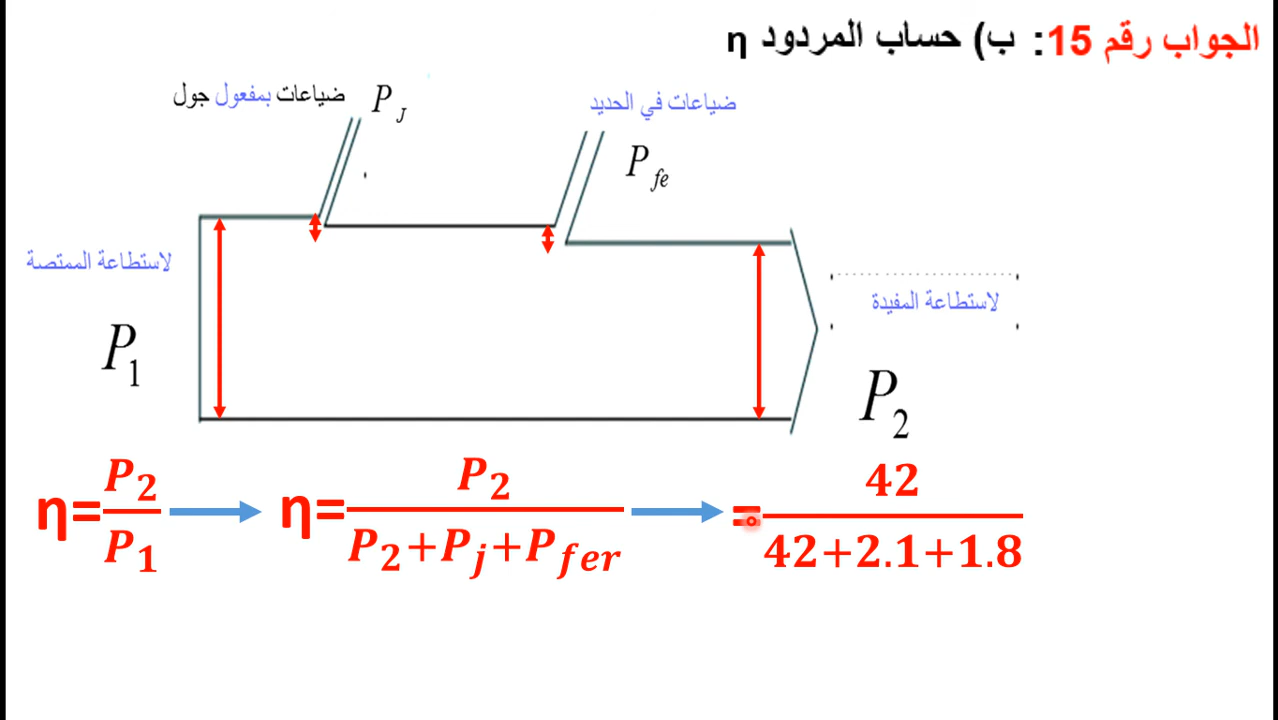 الجواب رقم 15: ب) حساب المردود η
ضياعات بمفعول جول
P_J
ضياعات في الحديد
P_fe
لاستطاعة الممتصة
P_1
لاستطاعة المفيدة
P_2
η=P_2/P_1
η=P_2/(P_2+P_j+P_fer)
=42/(42+2.1+1.8)